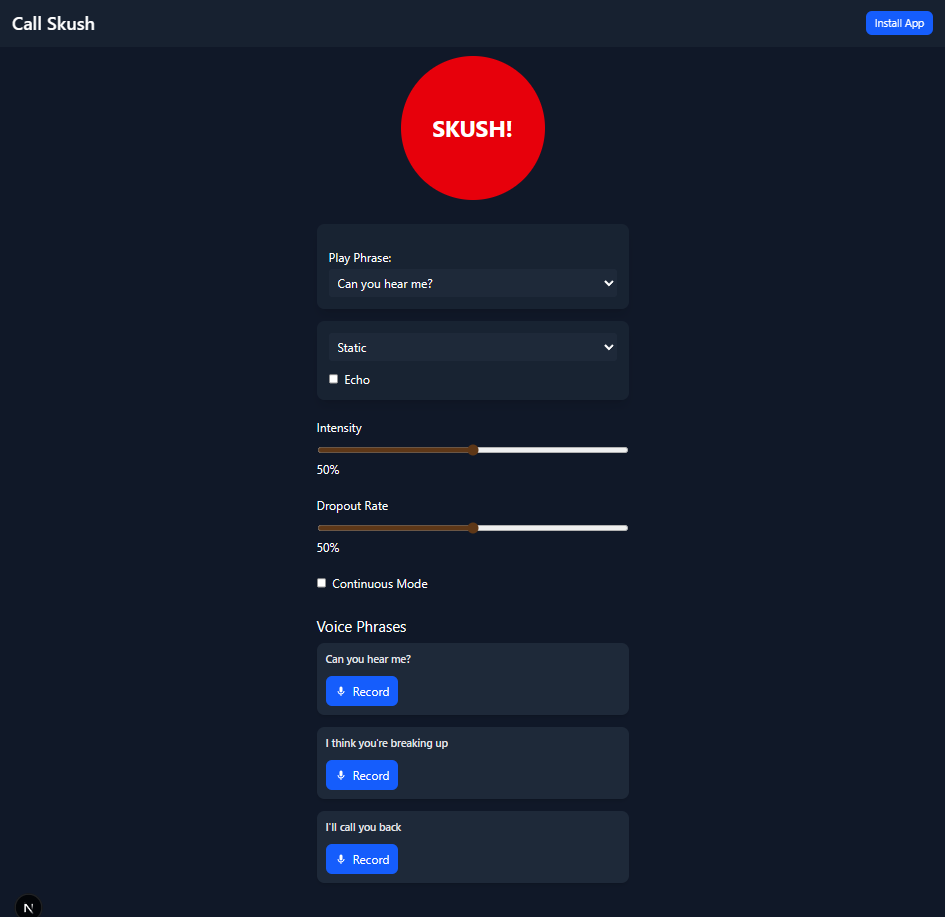 Call Skush
Install App
SKUSH!
Play Phrase:
Can you hear me?
Static
Echo
Intensity
50%
Dropout Rate
50%
Continuous Mode
Voice Phrases
Can you hear me?
Record
I think you're breaking up
Record
I'll call you back
Record
N